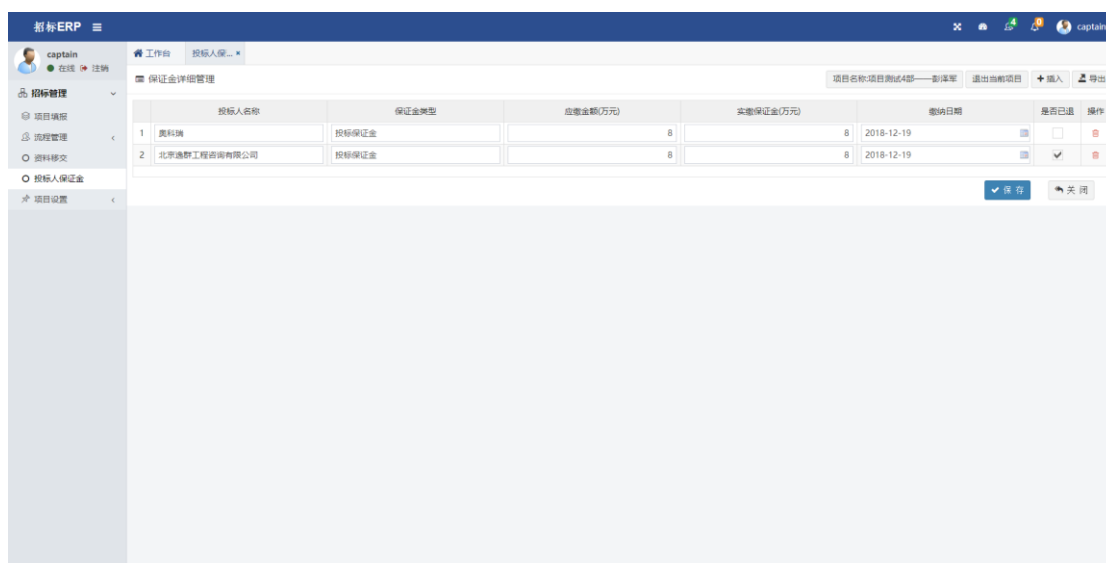 招标ERP
4
0
captain
captain
在线 注销
招标管理
项目填报
流程管理
资料移交
投标人保证金
项目设置
工作台 投标人保... ×
保证金详细管理
项目名称:项目测试4部——彭泽军 退出当前项目 +插入 导出
投标人名称 保证金类型 应缴金额(万元) 实缴保证金(万元) 缴纳日期 是否已退 操作
1 奥科瑞 投标保证金 8 8 2018-12-19
2 北京逸群工程咨询有限公司 投标保证金 8 8 2018-12-19
保存 关闭